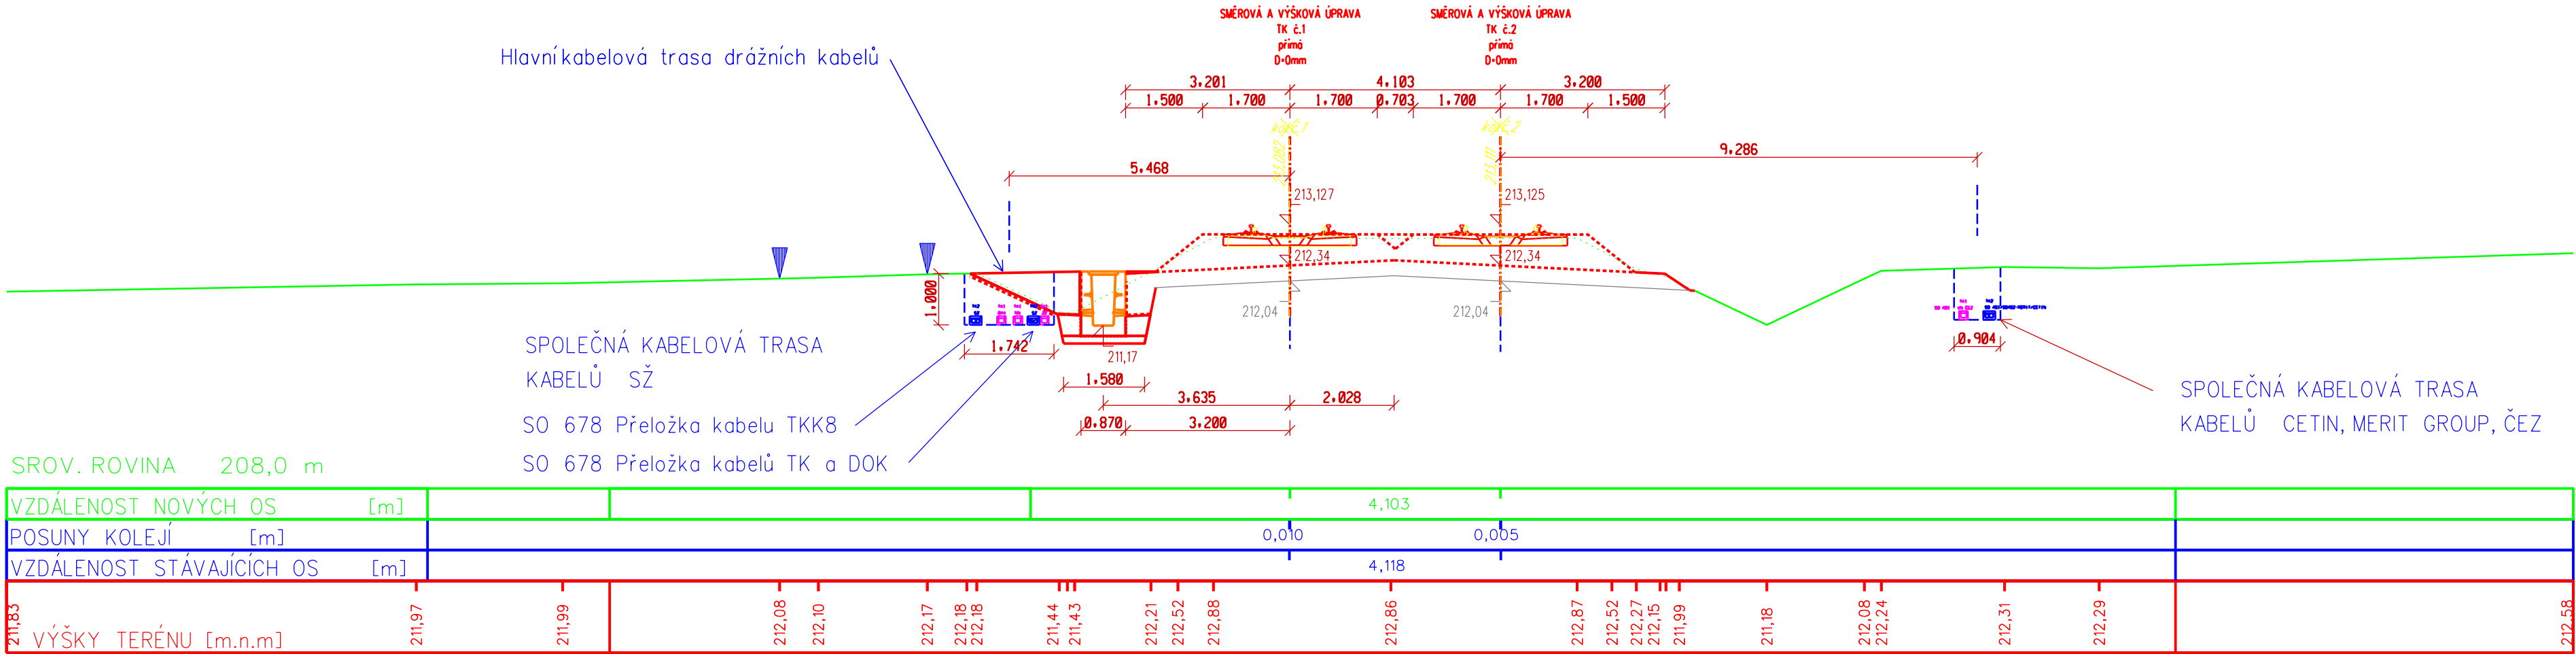 SMĚROVÁ A VÝŠKOVÁ ÚPRAVA
TK č.1
přímá
D=0mm
SMĚROVÁ A VÝŠKOVÁ ÚPRAVA
TK č.2
přímá
D=0mm
Hlavní kabelová trasa drážních kabelů
3.201 4.103 3.200
1.500 1.700 1.700 0.703 1.700 1.700 1.500
213,082
213,111
9.286
5.468
213,127
213,125
212,34
212,34
1.000
212,04
212,04
211,17
SPOLEČNÁ KABELOVÁ TRASA
KABELŮ SŽ
1.742
0.904
1.580
3.635 2.028
0.870 3.200
SO 678 Přeložka kabelu TKK8
SO 678 Přeložka kabelů TK a DOK
SPOLEČNÁ KABELOVÁ TRASA
KABELŮ CETIN, MERIT GROUP, ČEZ
SROV. ROVINA 208,0 m
VZDÁLENOST NOVÝCH OS [m] 4,103
POSUNY KOLEJÍ [m] 0,010 0,005
VZDÁLENOST STÁVAJÍCÍCH OS [m] 4,118
VÝŠKY TERÉNU [m.n.m]
211,83 211,97 211,99 212,08 212,10 212,17 212,18 212,18 211,44 211,43 212,21 212,52 212,88 212,86 212,87 212,52 212,27 212,15 211,99 211,18 212,08 212,24 212,31 212,29 212,58